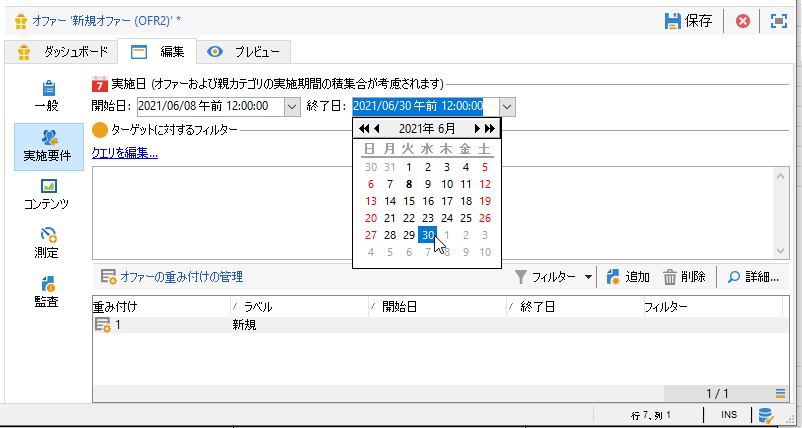 オファー '新規オファー (OFR2)' *
保存
ダッシュボード 編集 プレビュー
一般
実施要件
コンテンツ
測定
監査
実施日 (オファーおよび親カテゴリの実施期間の積集合が考慮されます)
開始日: 2021/06/08 午前 12:00:00 終了日: 2021/06/30 午前 12:00:00
ターゲットに対するフィルター
クエリを編集...
2021年 6月
日 月 火 水 木 金 土
30 31 1 2 3 4 5
6 7 8 9 10 11 12
13 14 15 16 17 18 19
20 21 22 23 24 25 26
27 28 29 30 1 2 3
4 5 6 7 8 9 10
オファーの重み付けの管理 フィルター 追加 削除 詳細...
重み付け ラベル 開始日 終了日 フィルター
1 新規
1 / 1
行 7, 列 1 INS